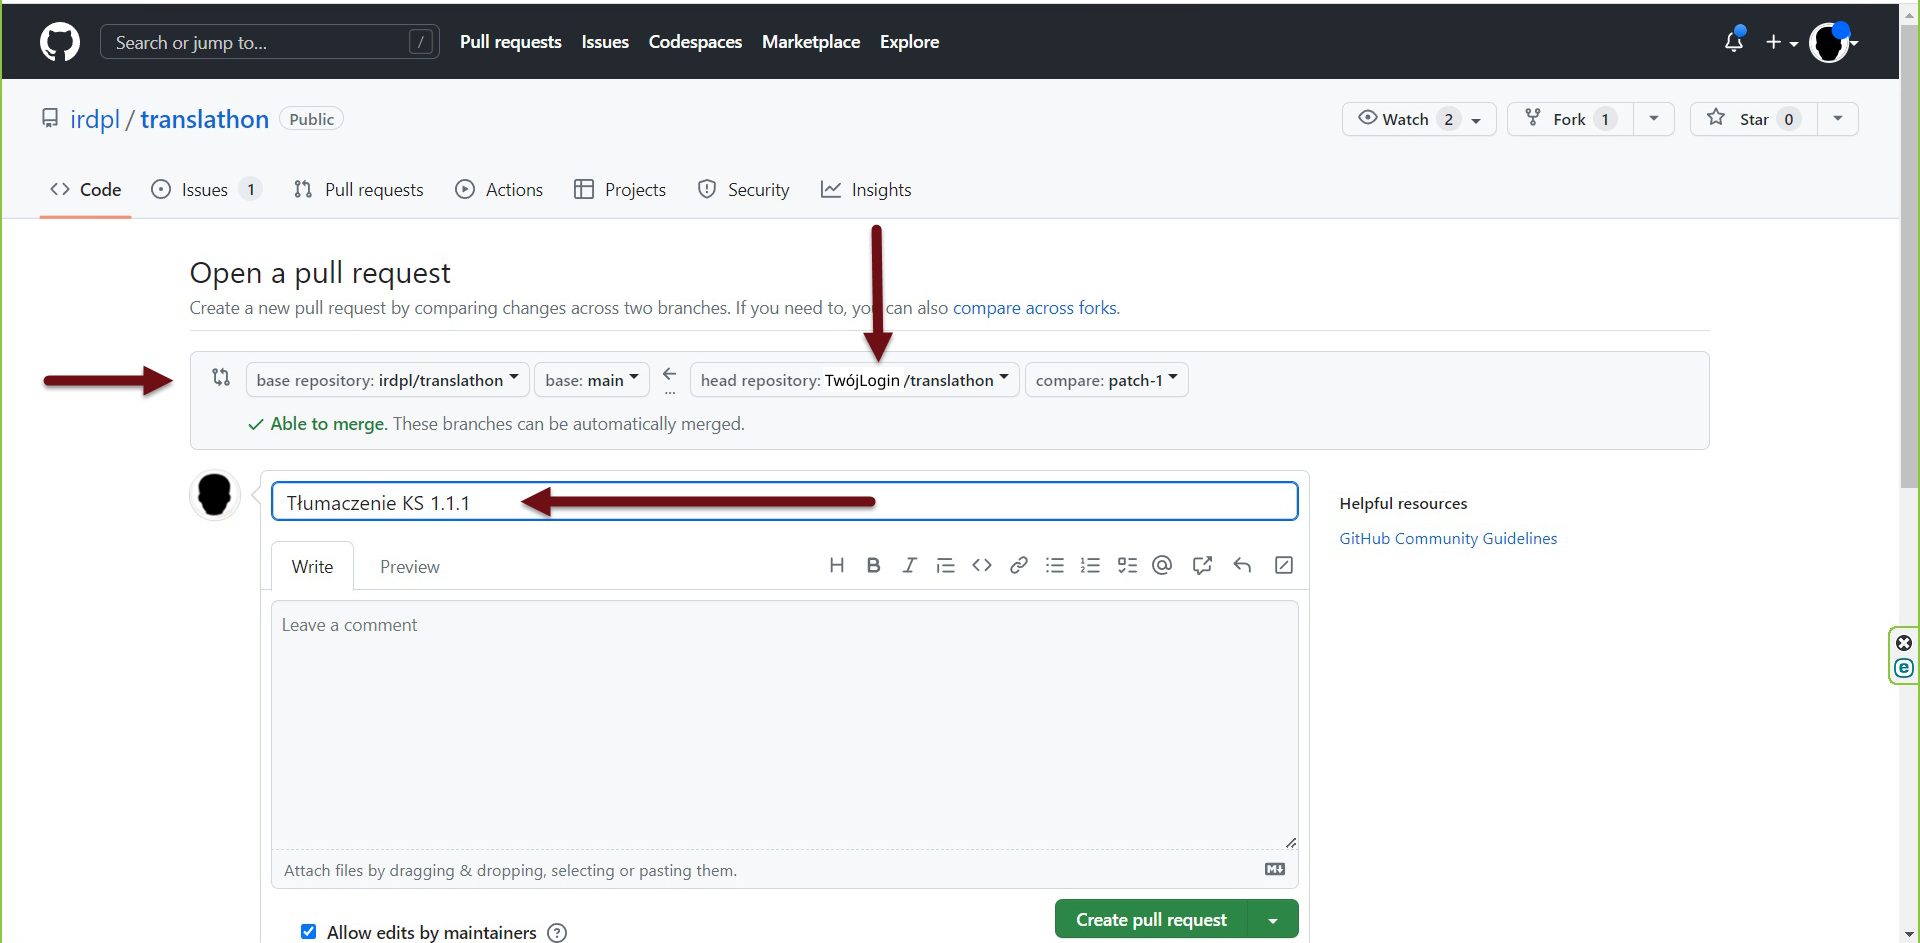 Search or jump to... /
Pull requests Issues Codespaces Marketplace Explore
irdpl / translathon Public
Watch 2 Fork 1 Star 0
Code Issues 1 Pull requests Actions Projects Security Insights
Open a pull request
Create a new pull request by comparing changes across two branches. If you need to, you can also compare across forks.
base repository: irdpl/translathon base: main ← ... head repository: TwójLogin /translathon compare: patch-1
Able to merge. These branches can be automatically merged.
Tłumaczenie KS 1.1.1
Helpful resources
GitHub Community Guidelines
Write Preview
Leave a comment
Attach files by dragging & dropping, selecting or pasting them.
Create pull request
Allow edits by maintainers ?